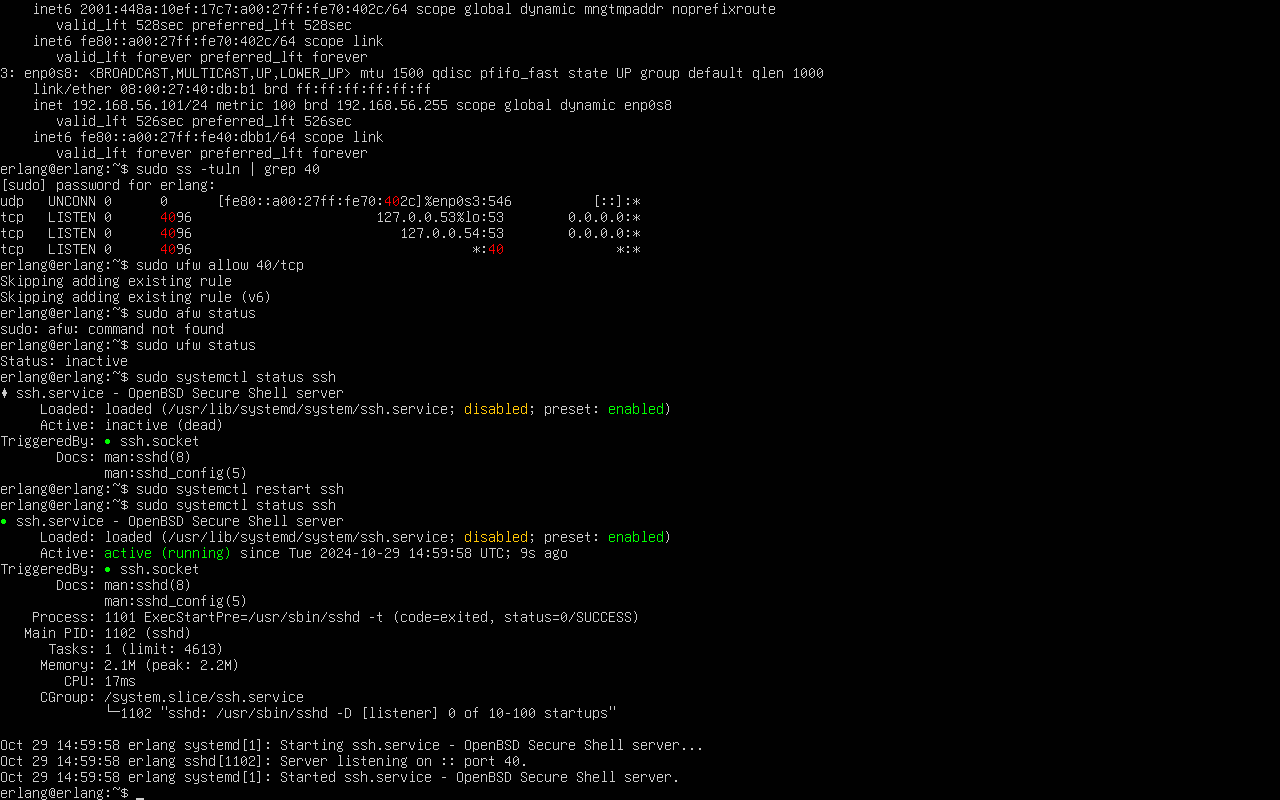 inet6 2001:448a:10ef:17c7:a00:27ff:fe70:402c/64 scope global dynamic mngtmpaddr noprefixroute
       valid_lft 528sec preferred_lft 528sec
    inet6 fe80::a00:27ff:fe70:402c/64 scope link
       valid_lft forever preferred_lft forever
3: enp0s8: <BROADCAST,MULTICAST,UP,LOWER_UP> mtu 1500 qdisc pfifo_fast state UP group default qlen 1000
    link/ether 08:00:27:40:db:b1 brd ff:ff:ff:ff:ff:ff
    inet 192.168.56.101/24 metric 100 brd 192.168.56.255 scope global dynamic enp0s8
       valid_lft 526sec preferred_lft 526sec
    inet6 fe80::a00:27ff:fe40:dbb1/64 scope link
       valid_lft forever preferred_lft forever
erlang@erlang:~$ sudo ss -tuln | grep 40
[sudo] password for erlang:
udp   UNCONN 0      0      [fe80::a00:27ff:fe70:402c]%enp0s3:546          [::]:*
tcp   LISTEN 0      4096                       127.0.0.53%lo:53        0.0.0.0:*
tcp   LISTEN 0      4096                          127.0.0.54:53        0.0.0.0:*
tcp   LISTEN 0      4096                                   *:40              *:*
erlang@erlang:~$ sudo ufw allow 40/tcp
Skipping adding existing rule
Skipping adding existing rule (v6)
erlang@erlang:~$ sudo afw status
sudo: afw: command not found
erlang@erlang:~$ sudo ufw status
Status: inactive
erlang@erlang:~$ sudo systemctl status ssh
♦ ssh.service - OpenBSD Secure Shell server
     Loaded: loaded (/usr/lib/systemd/system/ssh.service; disabled; preset: enabled)
     Active: inactive (dead)
TriggeredBy: • ssh.socket
       Docs: man:sshd(8)
             man:sshd_config(5)
erlang@erlang:~$ sudo systemctl restart ssh
erlang@erlang:~$ sudo systemctl status ssh
• ssh.service - OpenBSD Secure Shell server
     Loaded: loaded (/usr/lib/systemd/system/ssh.service; disabled; preset: enabled)
     Active: active (running) since Tue 2024-10-29 14:59:58 UTC; 9s ago
TriggeredBy: • ssh.socket
       Docs: man:sshd(8)
             man:sshd_config(5)
    Process: 1101 ExecStartPre=/usr/sbin/sshd -t (code=exited, status=0/SUCCESS)
   Main PID: 1102 (sshd)
      Tasks: 1 (limit: 4613)
     Memory: 2.1M (peak: 2.2M)
        CPU: 17ms
     CGroup: /system.slice/ssh.service
             └─1102 "sshd: /usr/sbin/sshd -D [listener] 0 of 10-100 startups"

Oct 29 14:59:58 erlang systemd[1]: Starting ssh.service - OpenBSD Secure Shell server...
Oct 29 14:59:58 erlang sshd[1102]: Server listening on :: port 40.
Oct 29 14:59:58 erlang systemd[1]: Started ssh.service - OpenBSD Secure Shell server.
erlang@erlang:~$ _